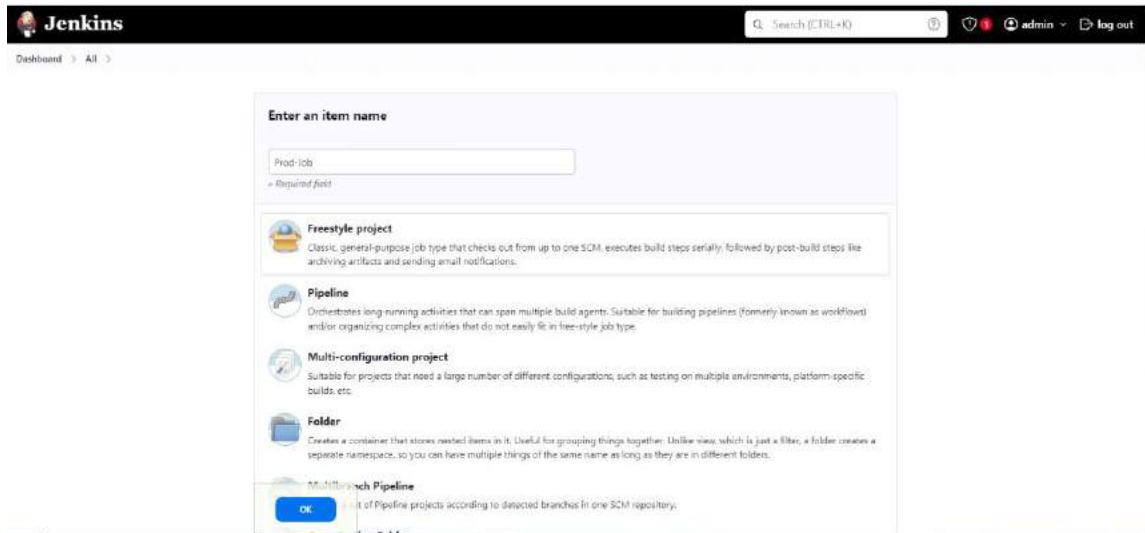 Jenkins
Search (CTRL+K)
1
admin
log out
Dashboard > All >
Enter an item name
Prod-Job
» Required field
Freestyle project
Classic, general-purpose job type that checks out from up to one SCM, executes build steps serially, followed by post-build steps like
archiving artifacts and sending email notifications.
Pipeline
Orchestrates long-running activities that can span multiple build agents. Suitable for building pipelines (formerly known as workflows)
and/or organizing complex activities that do not easily fit in free-style job type.
Multi-configuration project
Suitable for projects that need a large number of different configurations, such as testing on multiple environments, platform-specific
builds, etc.
Folder
Creates a container that stores nested items in it. Useful for grouping things together. Unlike view, which is just a filter, a folder creates a
separate namespace, so you can have multiple things of the same name as long as they are in different folders.
Multibranch Pipeline
OK
set of Pipeline projects according to detected branches in one SCM repository.